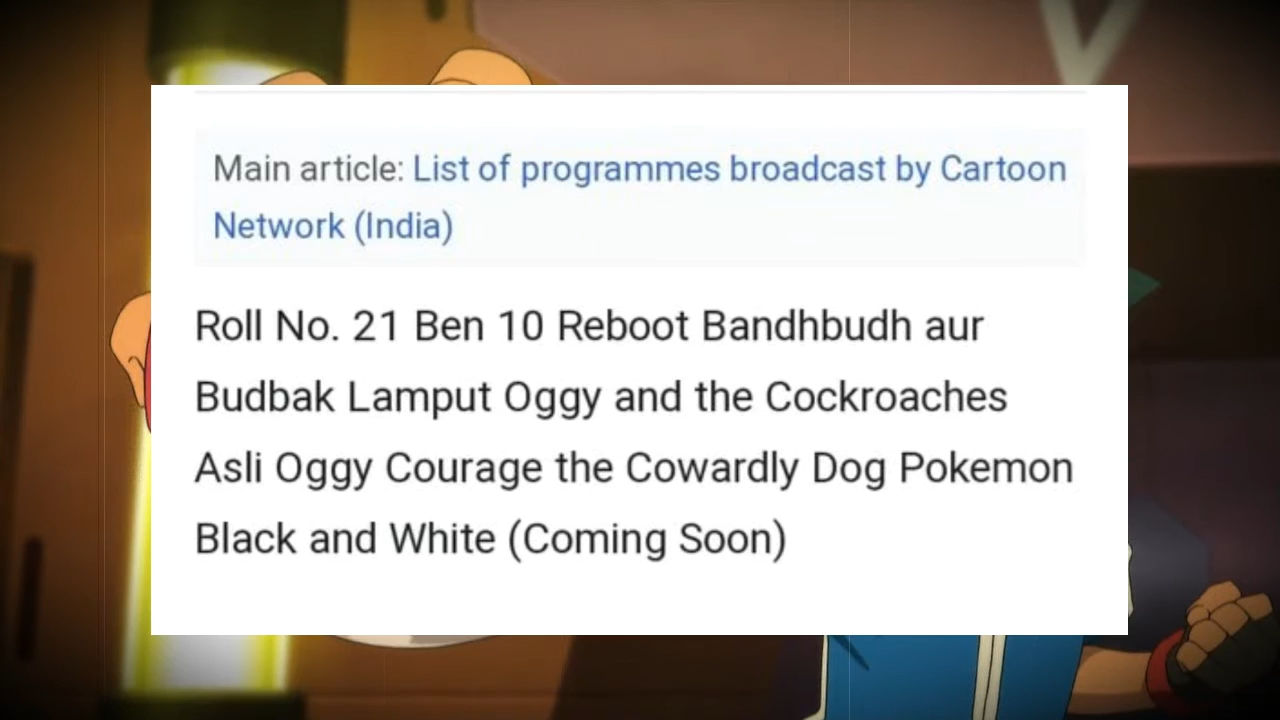 Main article: List of programmes broadcast by Cartoon
Network (India)
Roll No. 21 Ben 10 Reboot Bandhbudh aur
Budbak Lamput Oggy and the Cockroaches
Asli Oggy Courage the Cowardly Dog Pokemon
Black and White (Coming Soon)